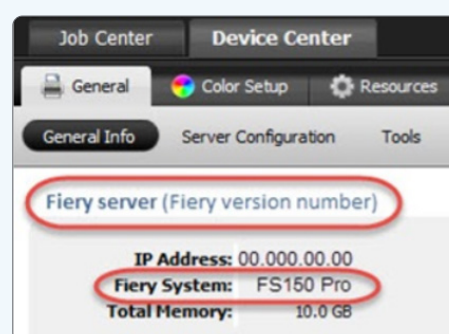 Job Center Device Center
General Color Setup Resources
General Info Server Configuration Tools
Fiery server (Fiery version number)
IP Address: 00.000.00.00
Fiery System: FS150 Pro
Total Memory: 10.0 GB